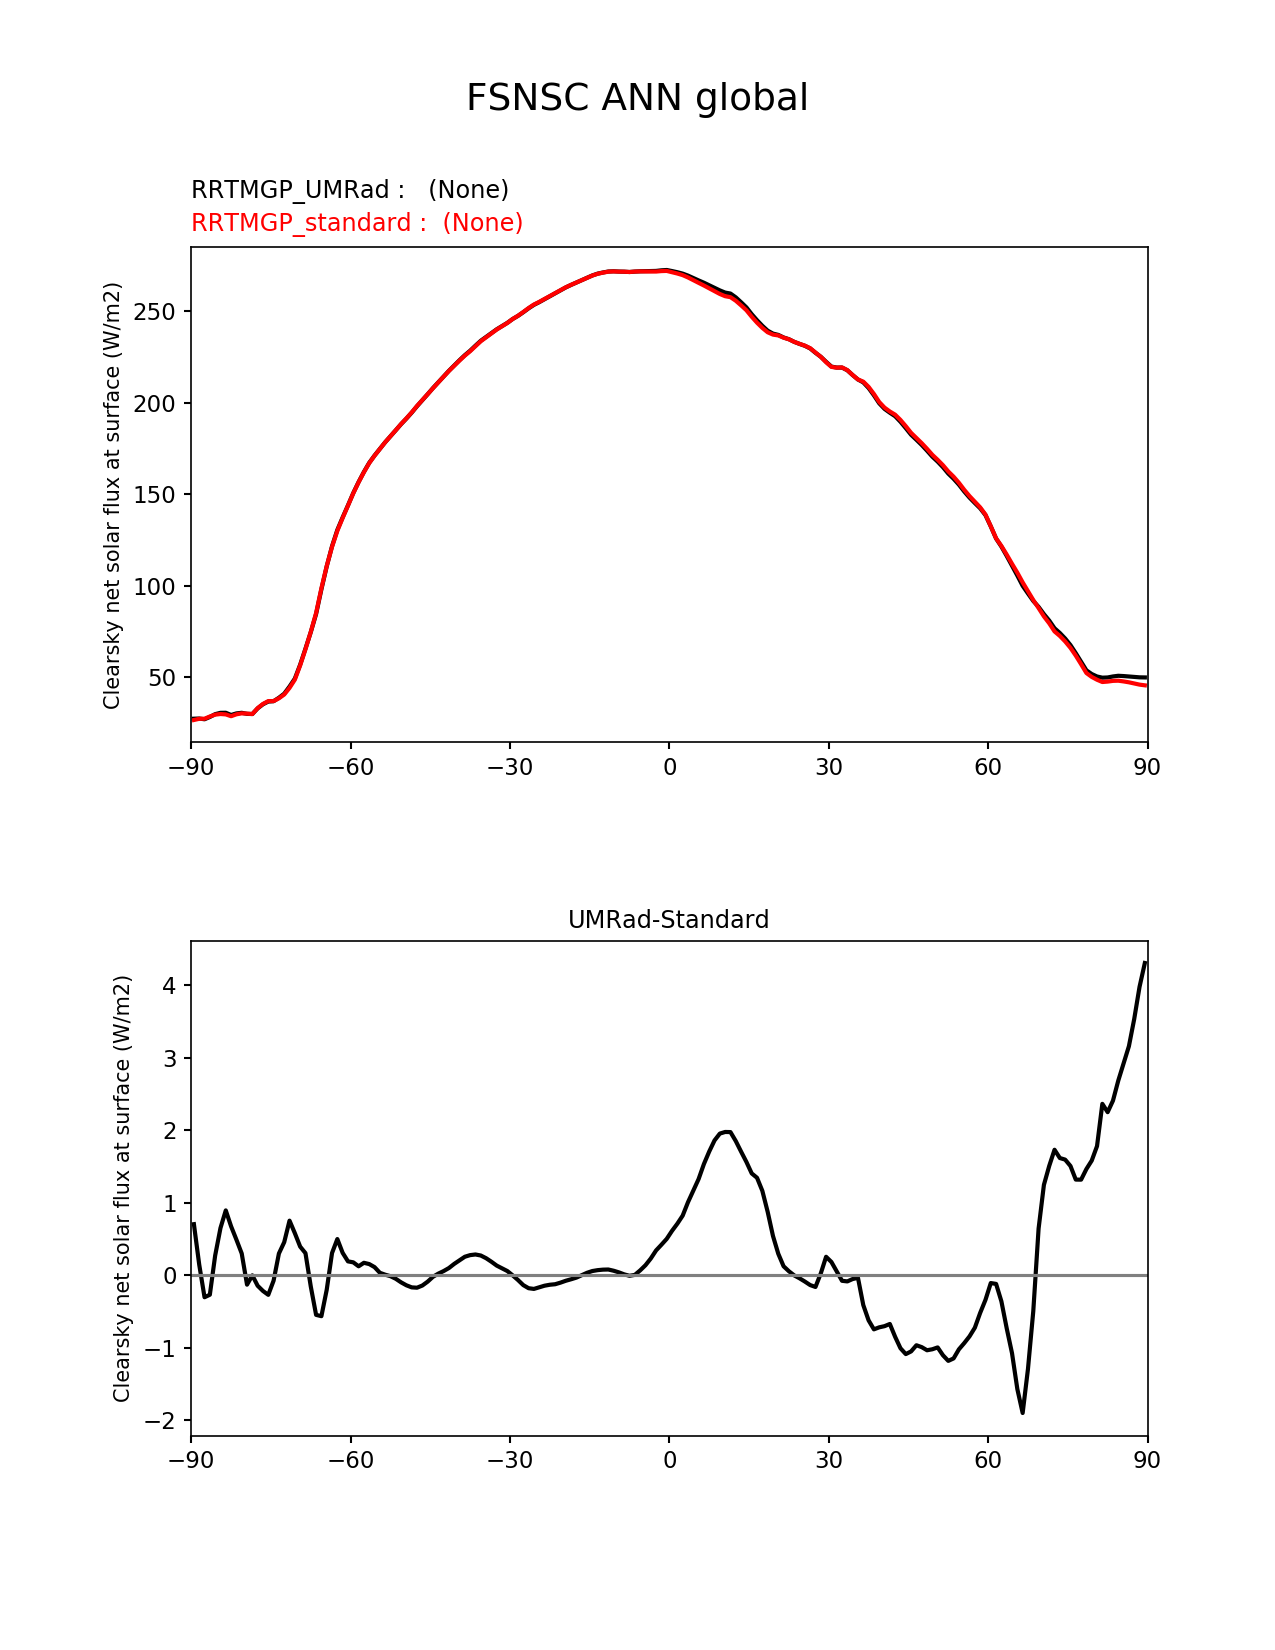 FSNSC ANN global
RRTMGP_UMRad :   (None)
RRTMGP_standard :  (None)
Clearsky net solar flux at surface (W/m2)
250
200
150
100
50
−90 −60 −30 0 30 60 90
UMRad-Standard
Clearsky net solar flux at surface (W/m2)
4
3
2
1
0
−1
−2
−90 −60 −30 0 30 60 90